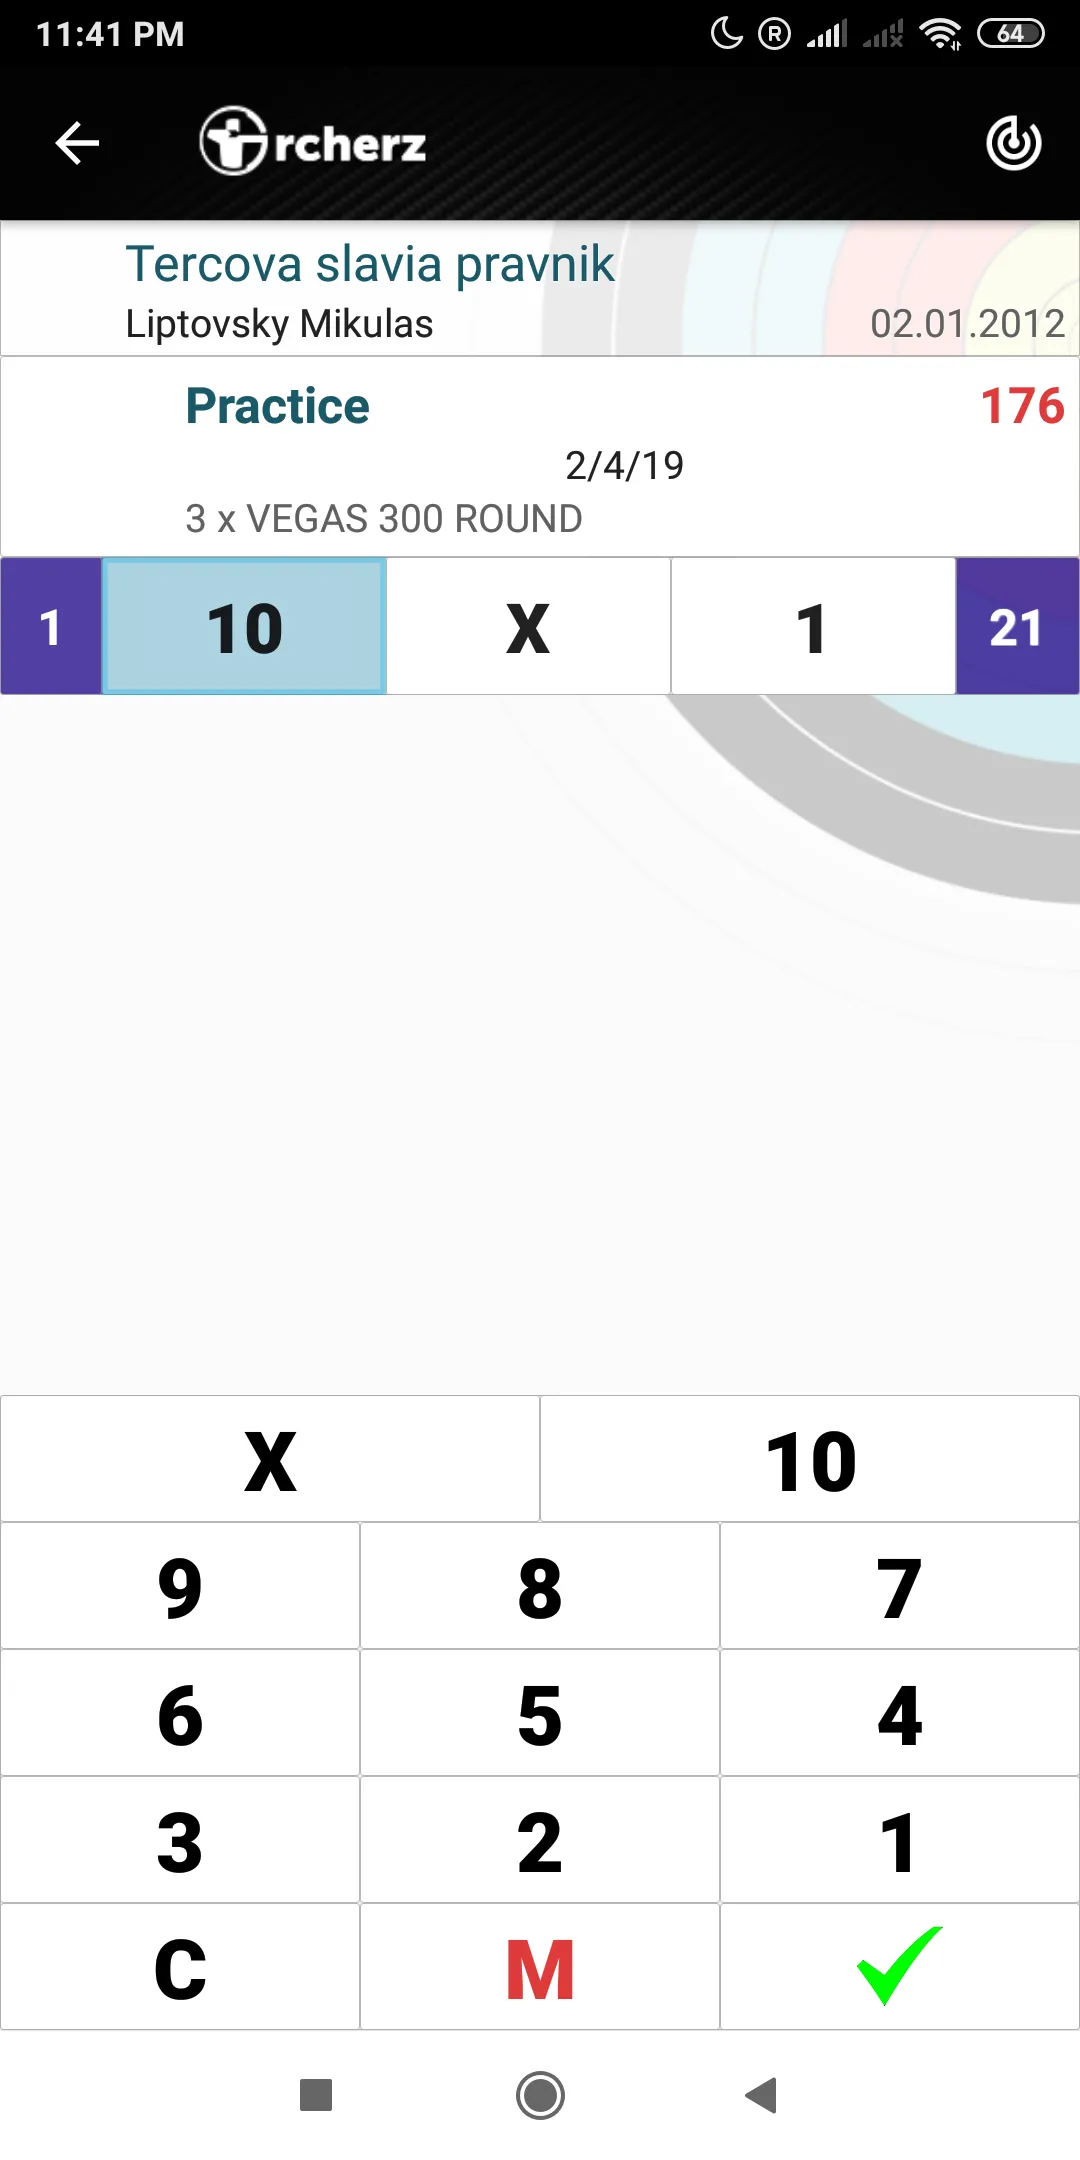 11:41 PM R 64
rcherz
Tercova slavia pravnik
Liptovsky Mikulas 02.01.2012
Practice 176
2/4/19
3 x VEGAS 300 ROUND
1 10 X 1 21
X 10
9 8 7
6 5 4
3 2 1
C M